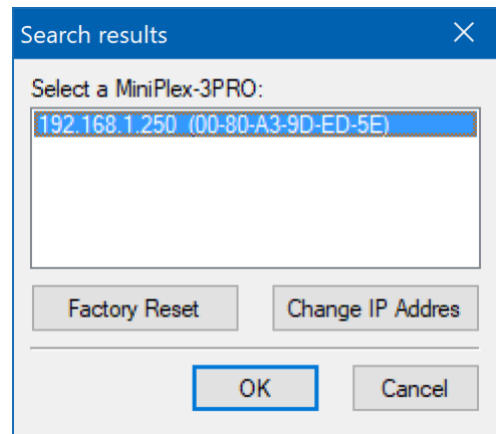 Search results
Select a MiniPlex-3PRO:
192.168.1.250 (00-80-A3-9D-ED-5E)
Factory Reset
Change IP Addres
OK
Cancel